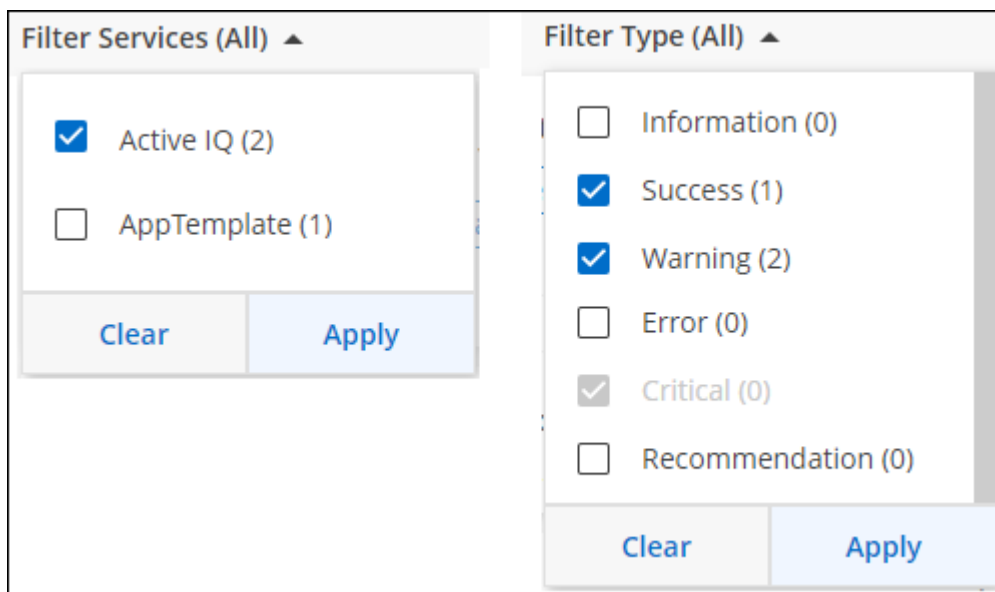 Filter Services (All)
Active IQ (2)
AppTemplate (1)
Clear
Apply
Filter Type (All)
Information (0)
Success (1)
Warning (2)
Error (0)
Critical (0)
Recommendation (0)
Clear
Apply